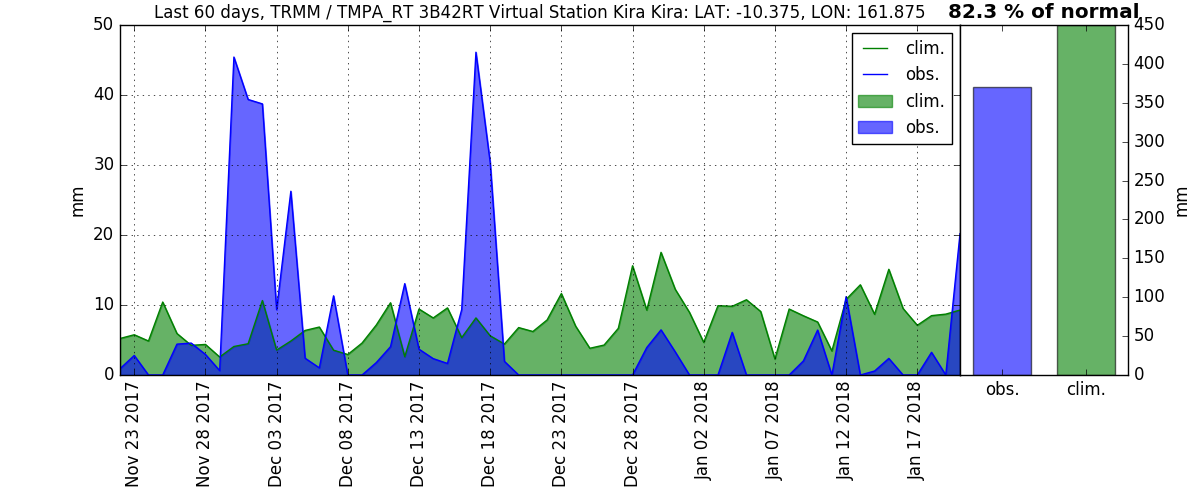 Last 60 days, TRMM / TMPA_RT 3B42RT Virtual Station Kira Kira: LAT: -10.375, LON: 161.875
82.3 % of normal
50
40
30
20
10
0
mm
clim.
obs.
clim.
obs.
450
400
350
300
250
200
150
100
50
0
mm
obs.
clim.
Nov 23 2017
Nov 28 2017
Dec 03 2017
Dec 08 2017
Dec 13 2017
Dec 18 2017
Dec 23 2017
Dec 28 2017
Jan 02 2018
Jan 07 2018
Jan 12 2018
Jan 17 2018